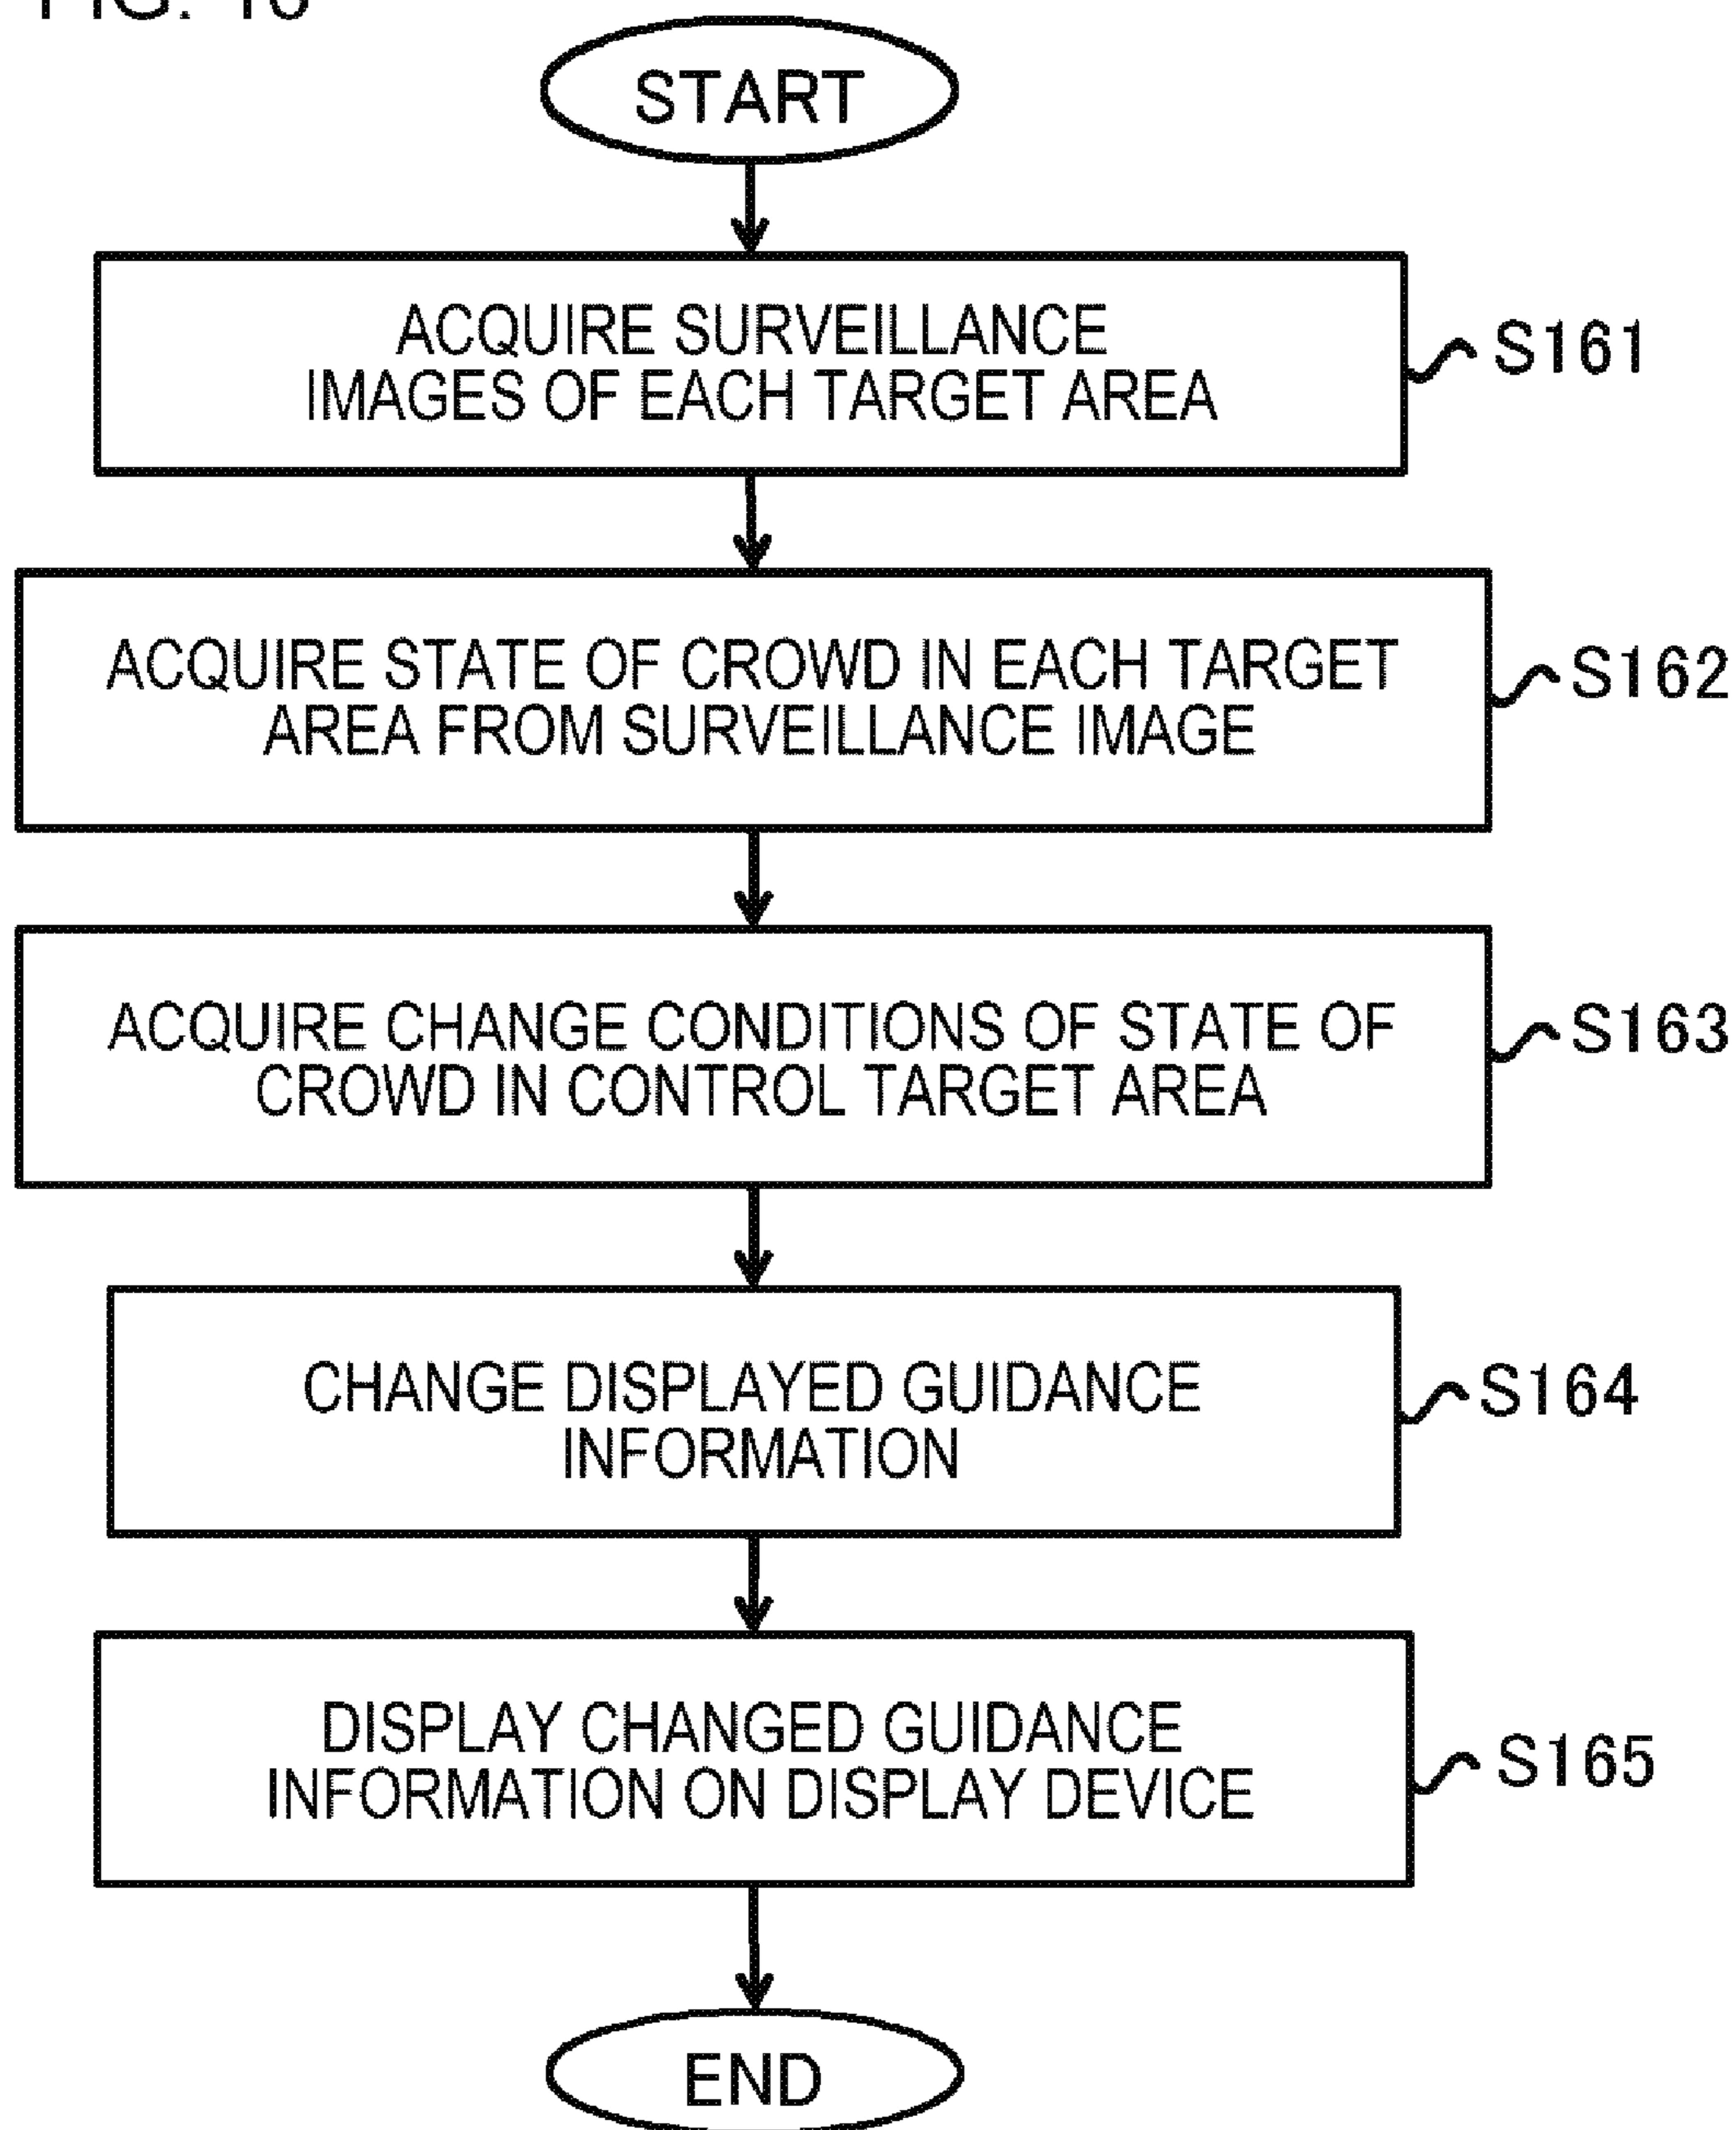 FIG. 16
START
ACQUIRE SURVEILLANCE
IMAGES OF EACH TARGET AREA
S161
ACQUIRE STATE OF CROWD IN EACH TARGET
AREA FROM SURVEILLANCE IMAGE
S162
ACQUIRE CHANGE CONDITIONS OF STATE OF
CROWD IN CONTROL TARGET AREA
S163
CHANGE DISPLAYED GUIDANCE
INFORMATION
S164
DISPLAY CHANGED GUIDANCE
INFORMATION ON DISPLAY DEVICE
S165
END